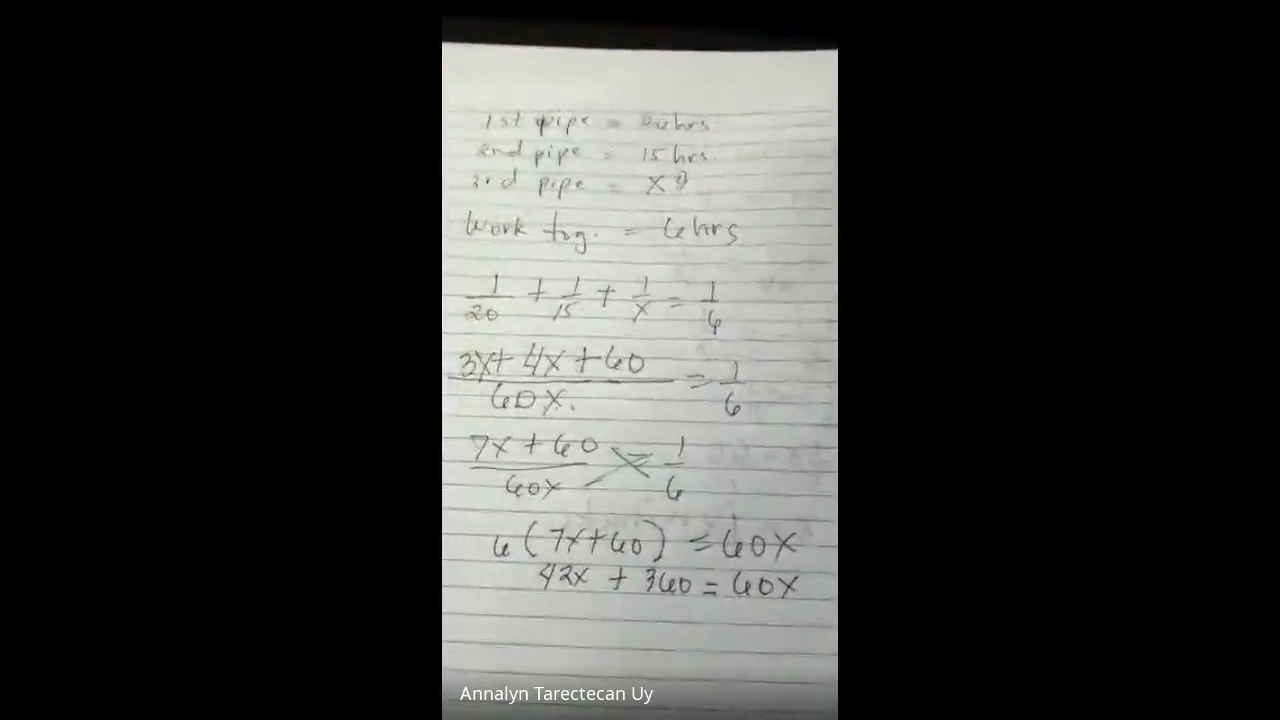 1st pipe = 20 hrs
2nd pipe = 15 hrs.
3rd pipe = X?
Work tog. = 6 hrs
1/20 + 1/15 + 1/x = 1/6
3x + 4x + 60 / 60x. = 1/6
7x + 60 / 60x = 1/6
6 (7x + 60) = 60x
42x + 360 = 60x
Annalyn Tarectecan Uy